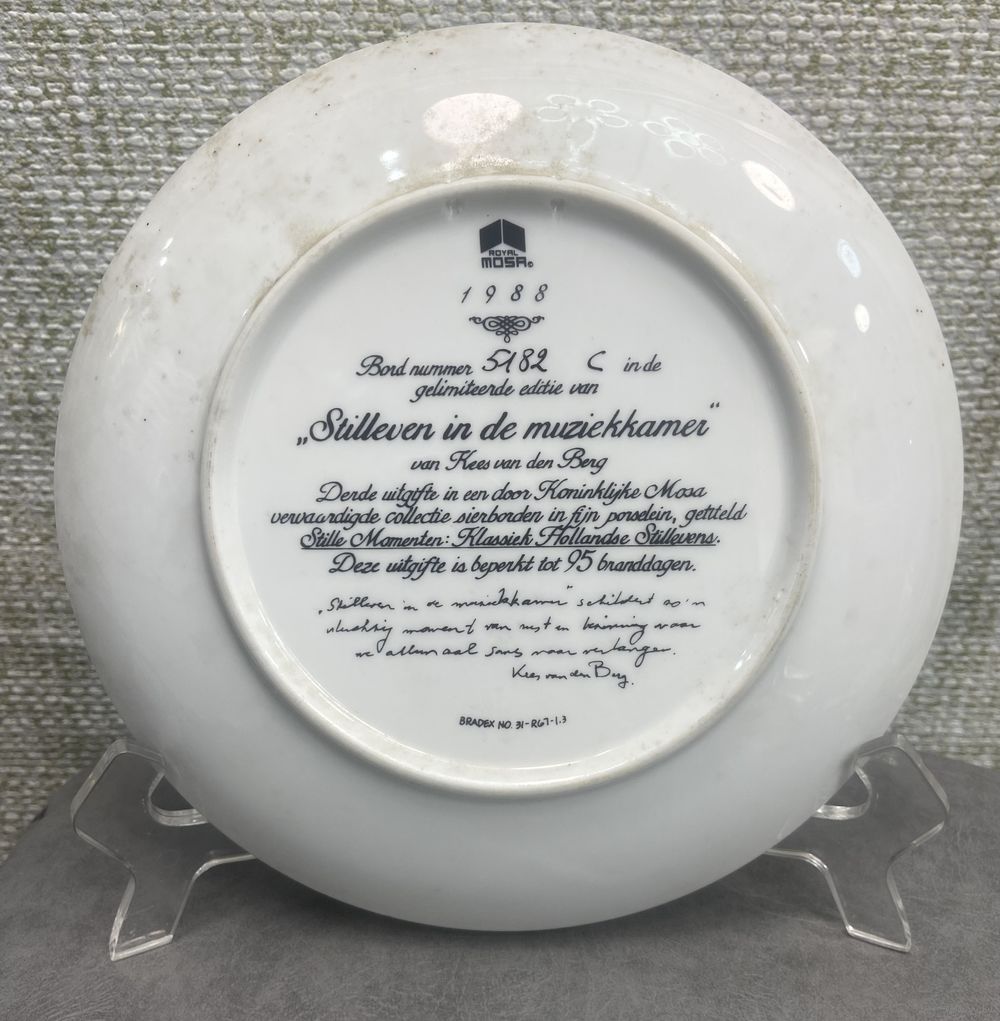 ROYAL
MOSA©
1988
Bord nummer 5182 C in de
gelimiteerde editie van
„Stilleven in de muziekkamer“
van Kees van den Berg
Derde uitgifte in een door Koninklijke Mosa
vervaardigde collectie sierborden in fijn porselein, getiteld
Stille Momenten: Klassiek Hollandse Stillevens.
Deze uitgifte is beperkt tot 95 branddagen.
„Stilleven in de muziekkamer“ schildert zo'n
vluchtig moment van rust en bezinning waar
we allemaal soms naar verlangen.
Kees van den Berg.
BRADEX NO. 31-R67-1.3